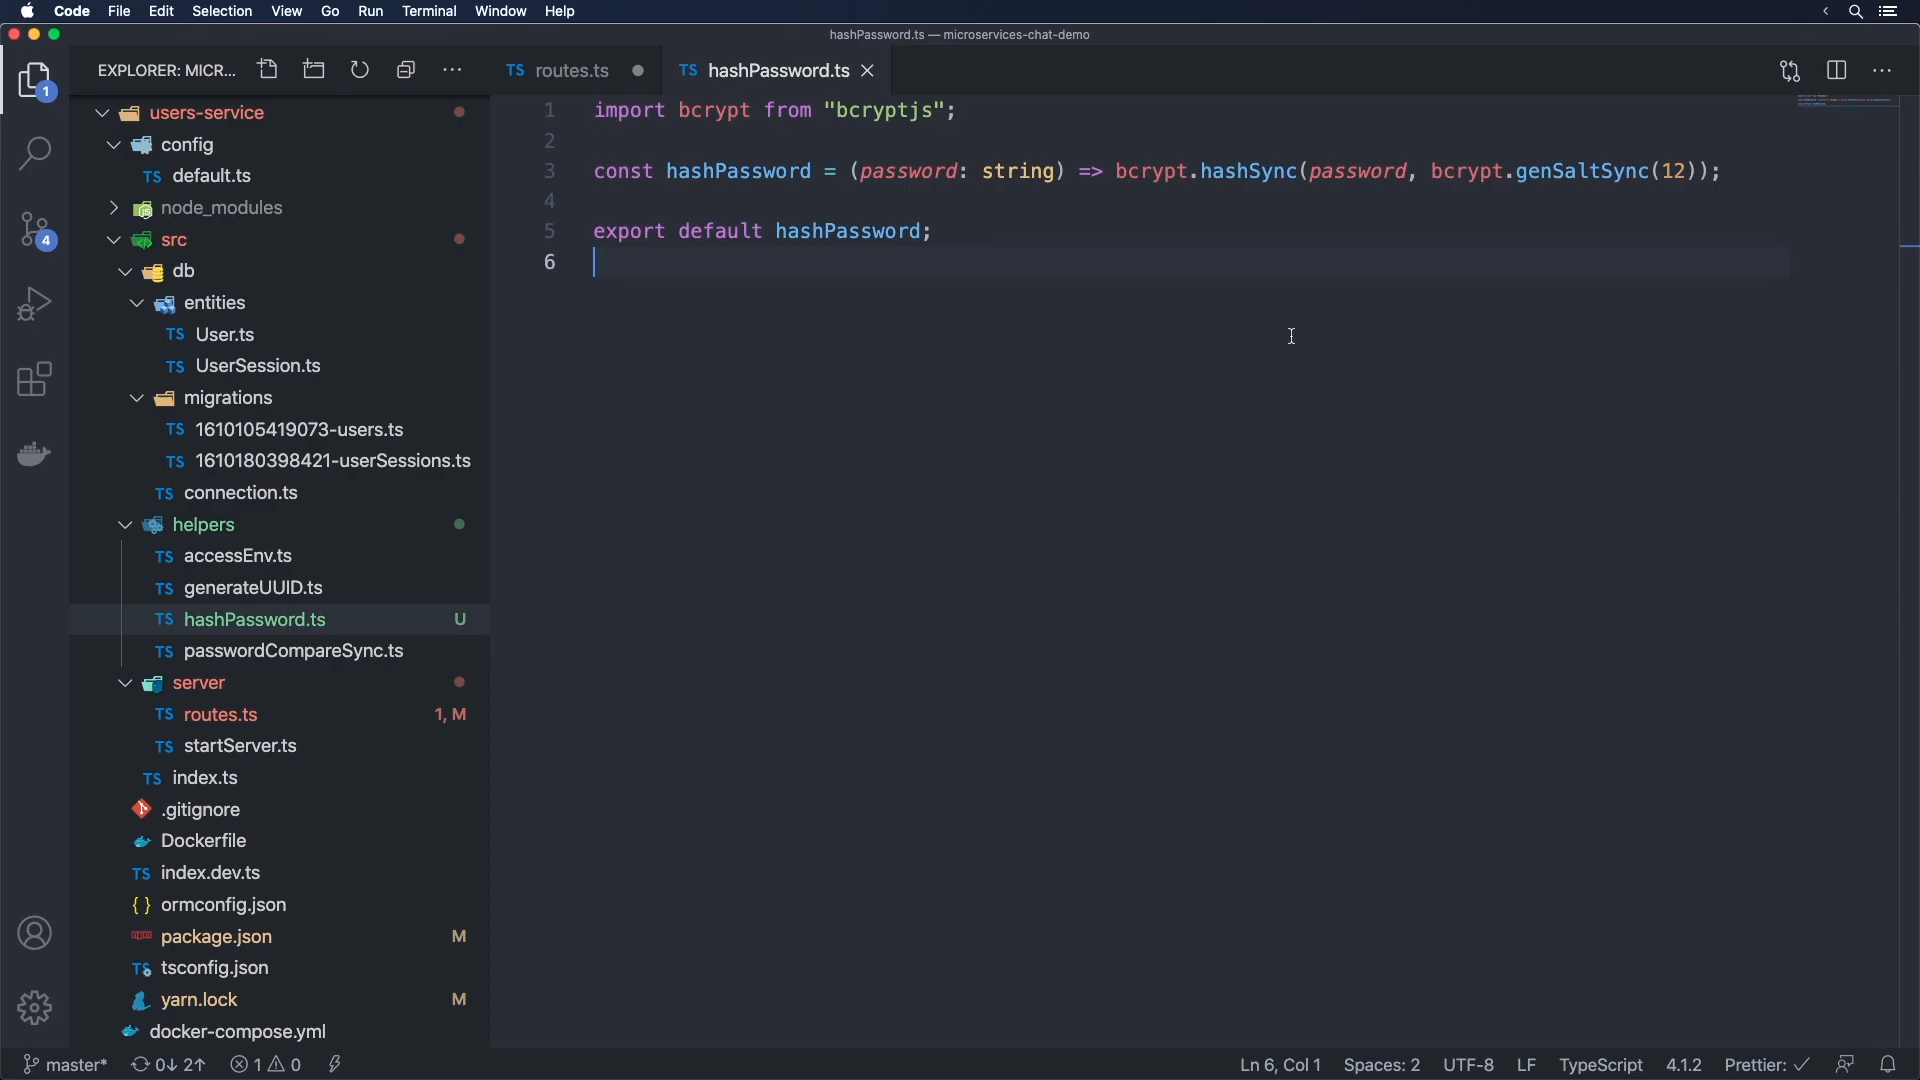 Code File Edit Selection View Go Run Terminal Window Help
hashPassword.ts — microservices-chat-demo
EXPLORER: MICR...
TS routes.ts
TS hashPassword.ts
1
4
users-service
config
TS default.ts
node_modules
src
db
entities
TS User.ts
TS UserSession.ts
migrations
TS 1610105419073-users.ts
TS 1610180398421-userSessions.ts
TS connection.ts
helpers
TS accessEnv.ts
TS generateUUID.ts
TS hashPassword.ts U
TS passwordCompareSync.ts
server
TS routes.ts 1, M
TS startServer.ts
TS index.ts
.gitignore
Dockerfile
TS index.dev.ts
{ } ormconfig.json
package.json M
TS tsconfig.json
yarn.lock M
docker-compose.yml
1 import bcrypt from "bcryptjs";
2
3 const hashPassword = (password: string) => bcrypt.hashSync(password, bcrypt.genSaltSync(12));
4
5 export default hashPassword;
6
master* 0↓ 2↑ 1 0 Ln 6, Col 1 Spaces: 2 UTF-8 LF TypeScript 4.1.2 Prettier: ✓